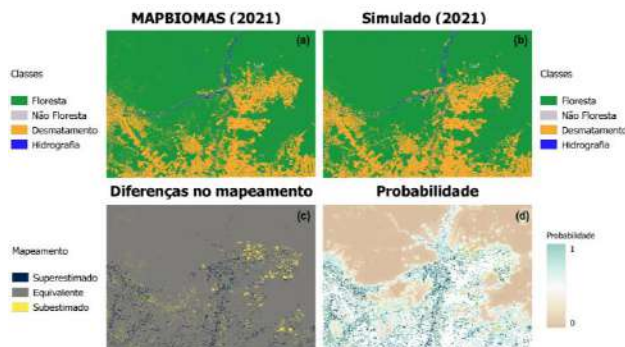 MAPBIOMAS (2021)
Simulado (2021)
(a)
(b)
Classes
Floresta
Não Floresta
Desmatamento
Hidrografia
Classes
Floresta
Não Floresta
Desmatamento
Hidrografia
Diferenças no mapeamento
Probabilidade
(c)
(d)
Mapeamento
Superestimado
Equivalente
Subestimado
Probabilidade
1
0